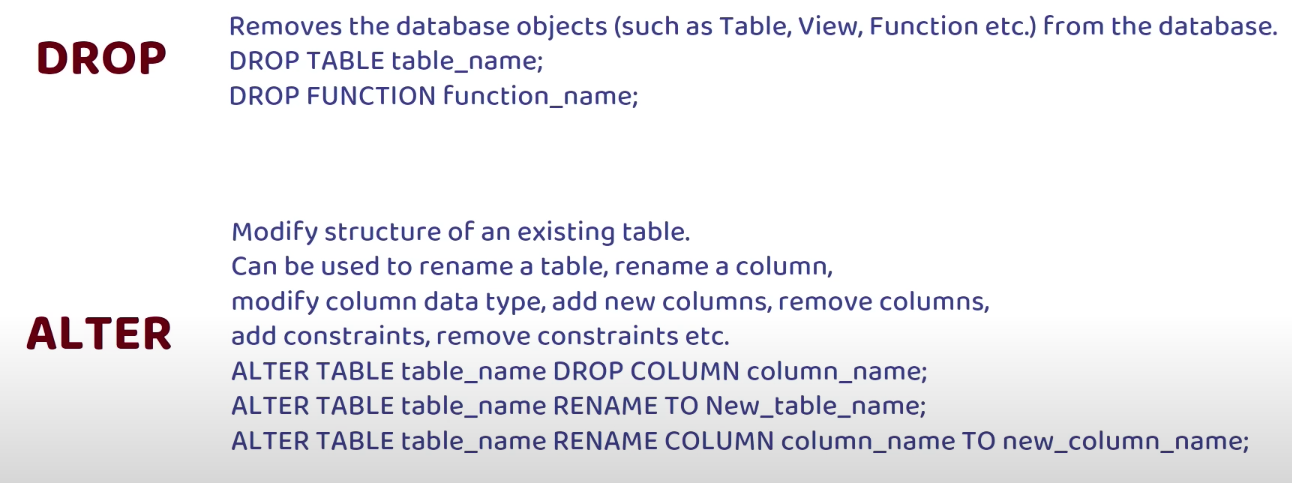 DROP
Removes the database objects (such as Table, View, Function etc.) from the database.
DROP TABLE table_name;
DROP FUNCTION function_name;
ALTER
Modify structure of an existing table.
Can be used to rename a table, rename a column,
modify column data type, add new columns, remove columns,
add constraints, remove constraints etc.
ALTER TABLE table_name DROP COLUMN column_name;
ALTER TABLE table_name RENAME TO New_table_name;
ALTER TABLE table_name RENAME COLUMN column_name TO new_column_name;